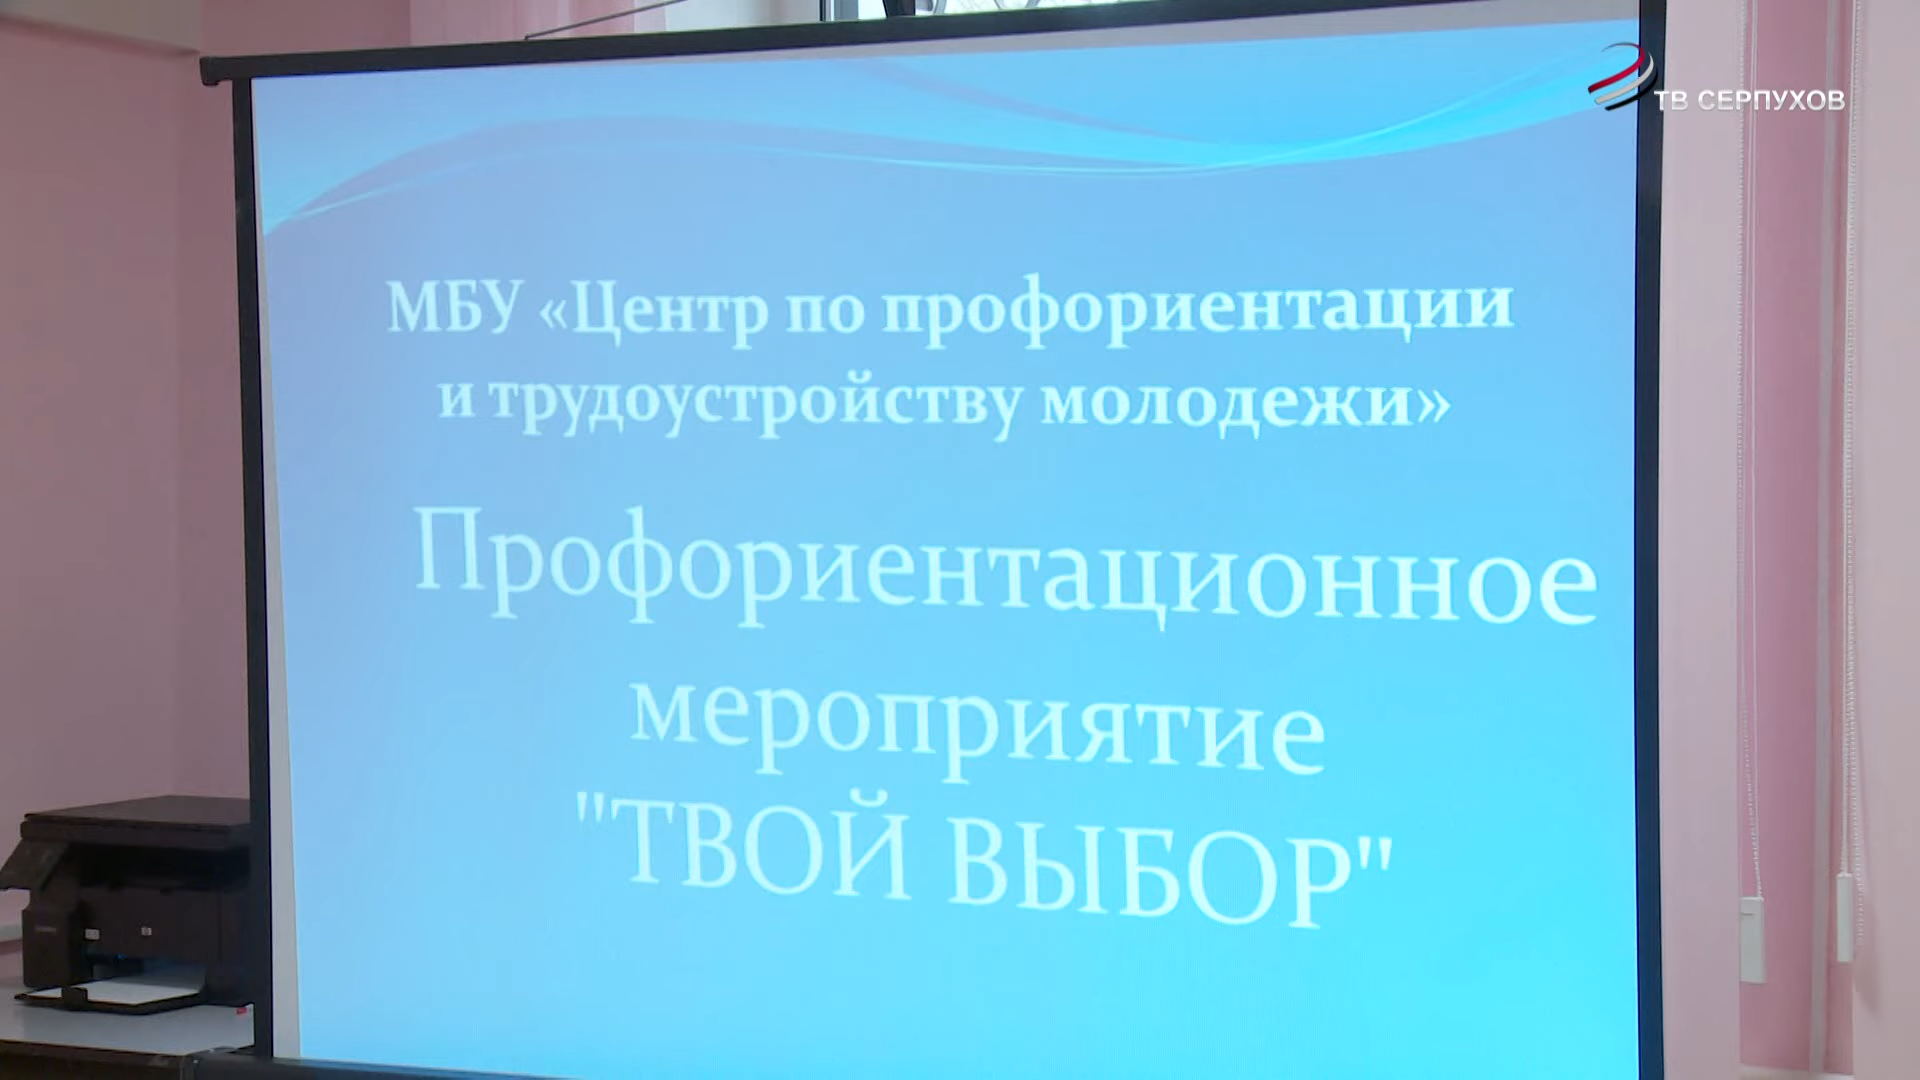 ТВ СЕРПУХОВ
МБУ «Центр по профориентации
и трудоустройству молодежи»
Профориентационное
мероприятие
"ТВОЙ ВЫБОР"